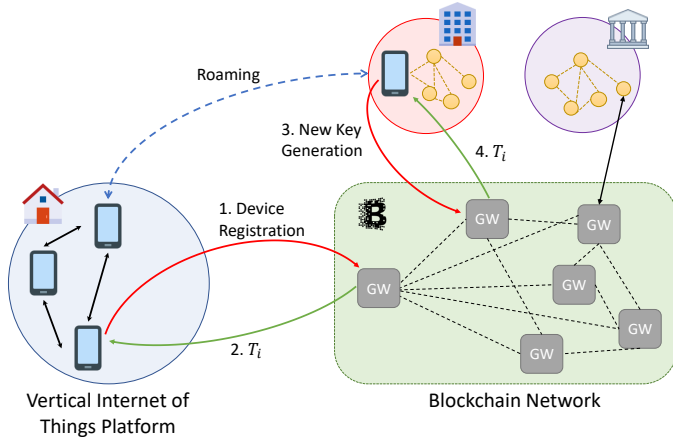 Roaming
3. New Key
Generation
4. T_i
1. Device
Registration
B
GW
GW
GW
GW
GW
GW
2. T_i
Vertical Internet of
Things Platform
Blockchain Network